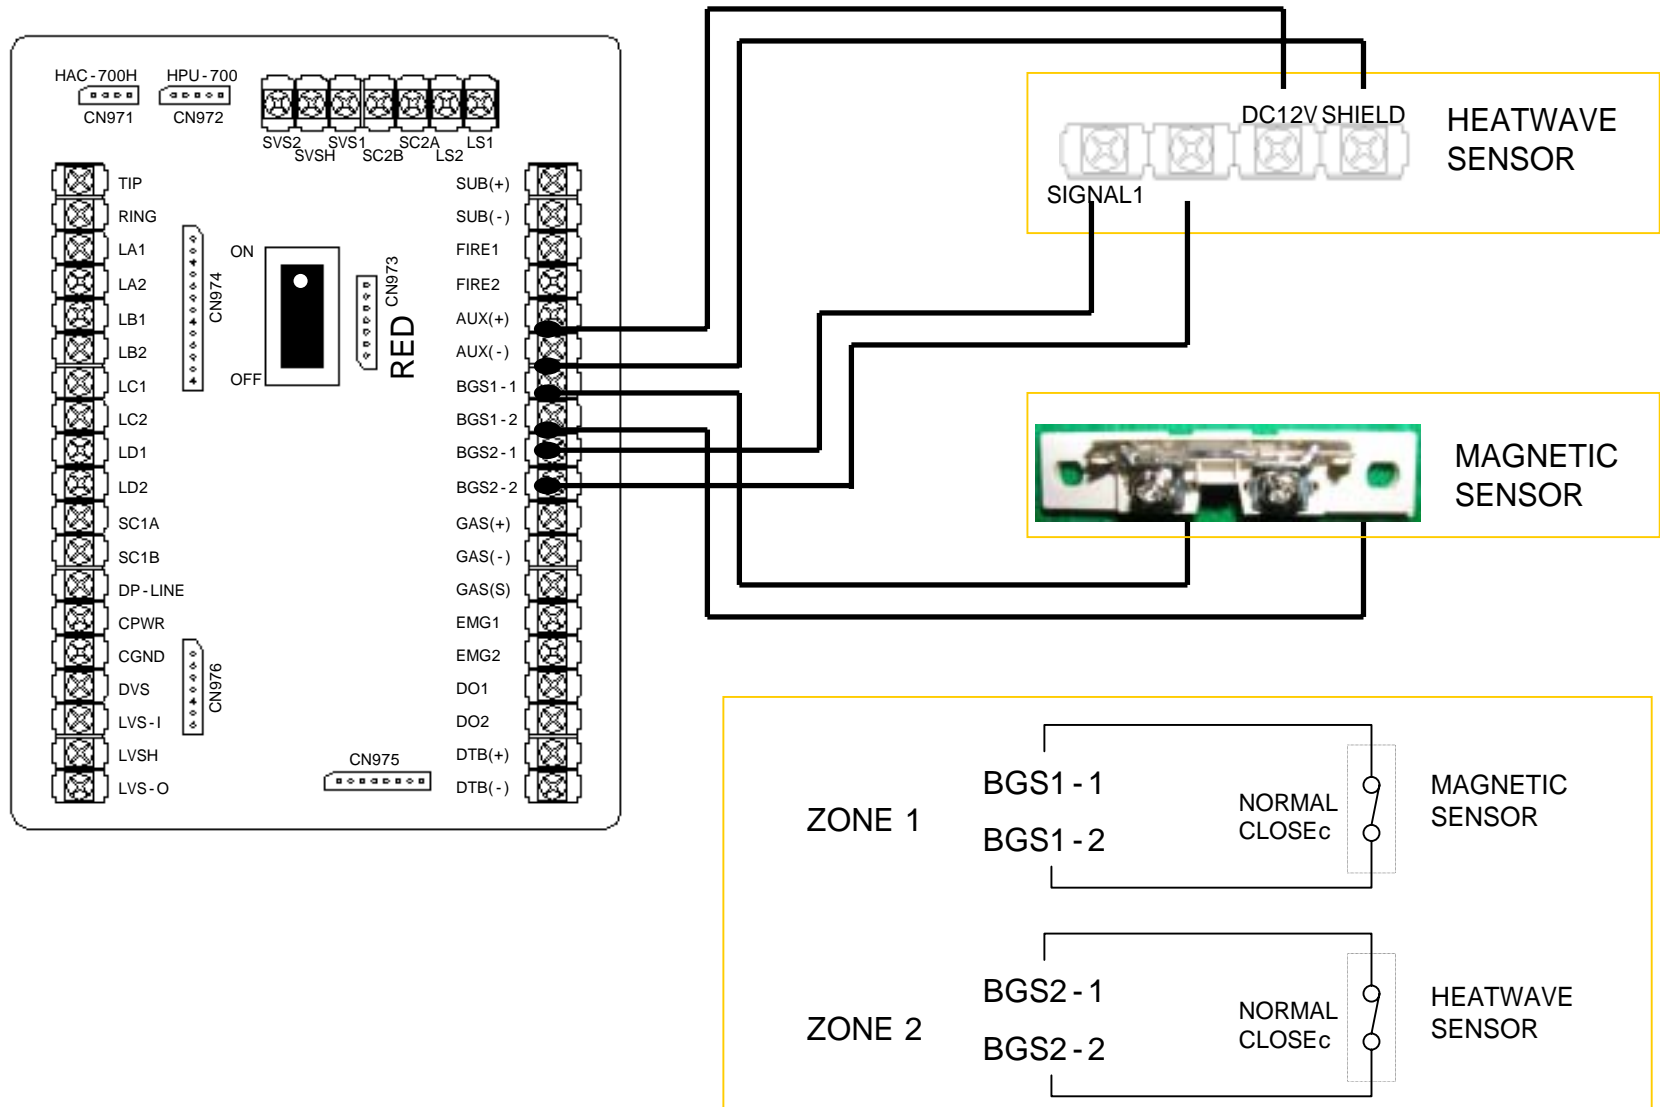 HAC-700H
HPU-700
CN971
CN972
SVS2
SVSH
SVS1
SC2B
SC2A
LS2
LS1
TIP
RING
LA1
LA2
LB1
LB2
LC1
LC2
LD1
LD2
SC1A
SC1B
DP-LINE
CPWR
CGND
DVS
LVS-I
LVSH
LVS-O
CN974
ON
OFF
CN973
RED
CN976
CN975
SUB(+)
SUB(-)
FIRE1
FIRE2
AUX(+)
AUX(-)
BGS1-1
BGS1-2
BGS2-1
BGS2-2
GAS(+)
GAS(-)
GAS(S)
EMG1
EMG2
DO1
DO2
DTB(+)
DTB(-)
DC12V SHIELD
SIGNAL1
HEATWAVE
SENSOR
MAGNETIC
SENSOR
ZONE 1
BGS1-1
BGS1-2
NORMAL
CLOSEc
MAGNETIC
SENSOR
ZONE 2
BGS2-1
BGS2-2
NORMAL
CLOSEc
HEATWAVE
SENSOR